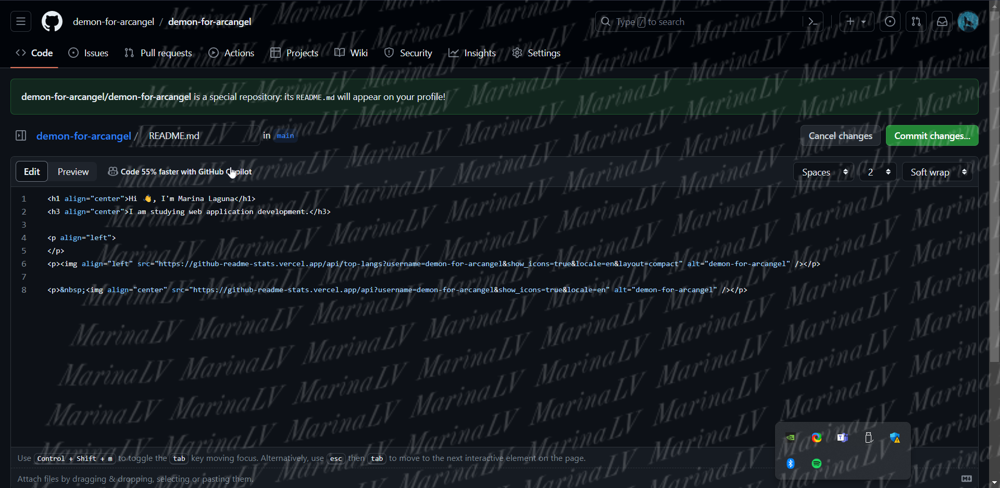 demon-for-arcangel / demon-for-arcangel
Type / to search
Code Issues Pull requests Actions Projects Wiki Security Insights Settings
demon-for-arcangel/demon-for-arcangel is a special repository: its README.md will appear on your profile!
demon-for-arcangel / README.md in main
Cancel changes Commit changes...
Edit Preview Code 55% faster with GitHub Copilot
Spaces 2 Soft wrap
1 <h1 align="center">Hi 👋, I'm Marina Laguna</h1>
2 <h3 align="center">I am studying web application development.</h3>
3
4 <p align="left">
5 </p>
6 <p><img align="left" src="https://github-readme-stats.vercel.app/api/top-langs?username=demon-for-arcangel&show_icons=true&locale=en&layout=compact" alt="demon-for-arcangel" /></p>
7
8 <p>&nbsp;<img align="center" src="https://github-readme-stats.vercel.app/api?username=demon-for-arcangel&show_icons=true&locale=en" alt="demon-for-arcangel" /></p>
MarinaLV MarinaLV MarinaLV MarinaLV MarinaLV MarinaLV MarinaLV
Use Control + Shift + m to toggle the tab key moving focus. Alternatively, use esc then tab to move to the next interactive element on the page.
Attach files by dragging & dropping, selecting or pasting them.